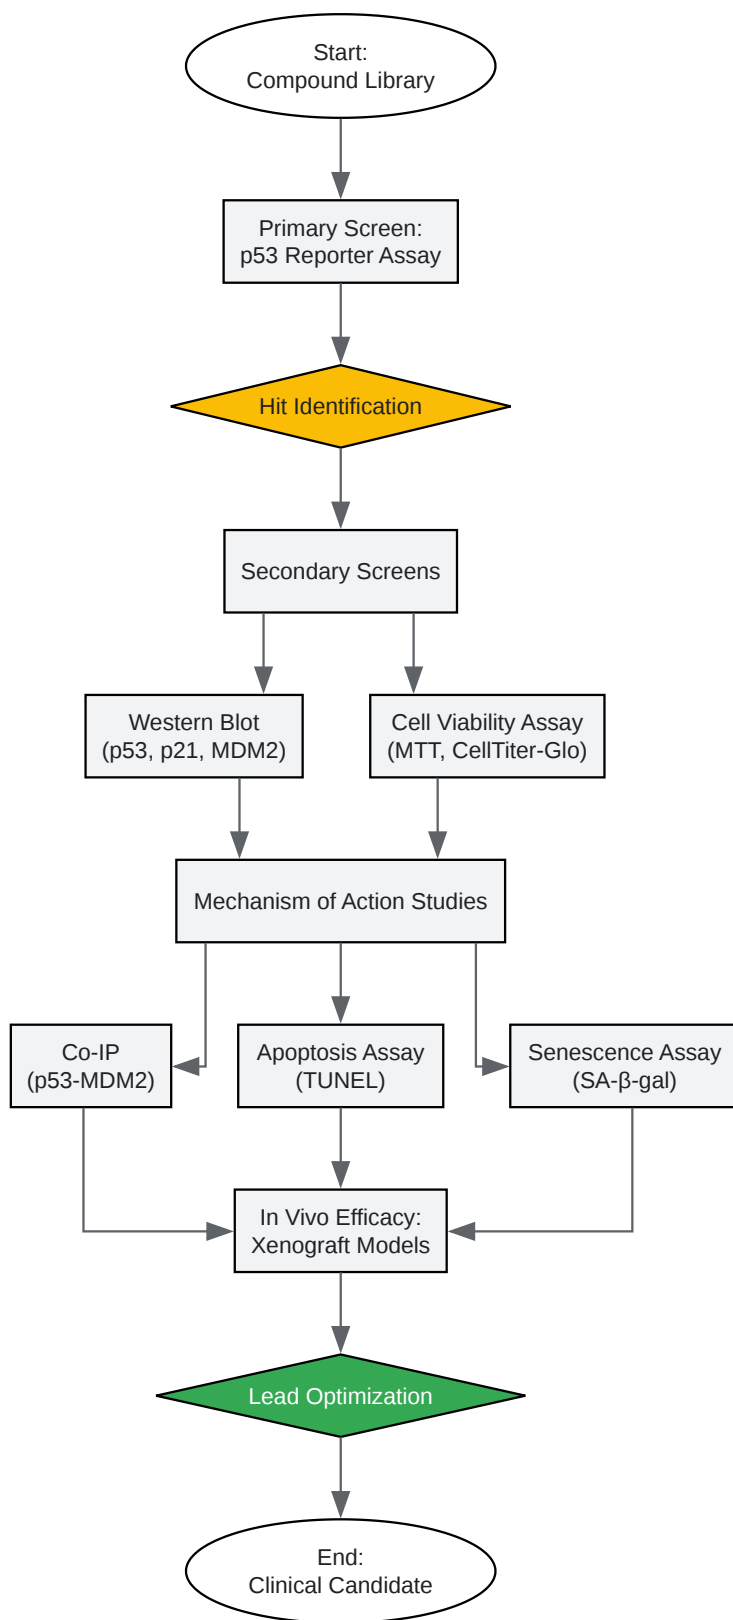 Start:
Compound Library
Primary Screen:
p53 Reporter Assay
Hit Identification
Secondary Screens
Western Blot
(p53, p21, MDM2)
Cell Viability Assay
(MTT, CellTiter-Glo)
Mechanism of Action Studies
Co-IP
(p53-MDM2)
Apoptosis Assay
(TUNEL)
Senescence Assay
(SA-β-gal)
In Vivo Efficacy:
Xenograft Models
Lead Optimization
End:
Clinical Candidate